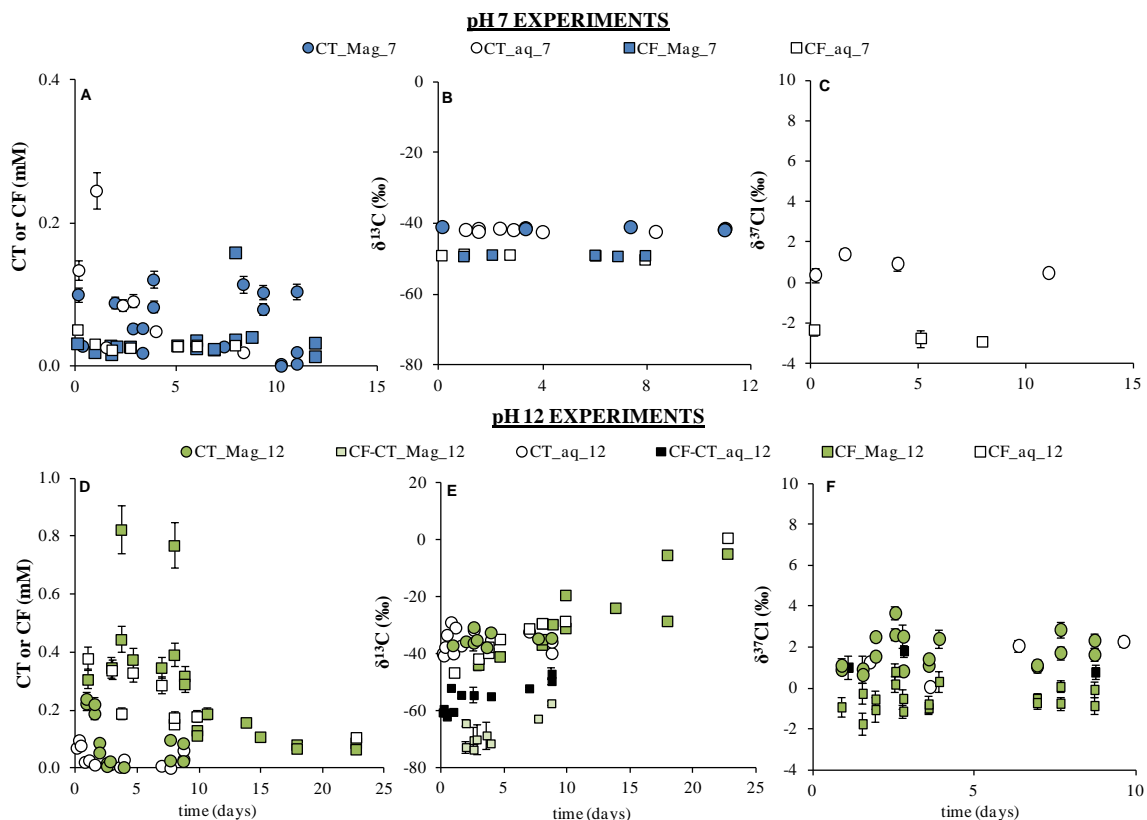 pH 7 EXPERIMENTS
CT_Mag_7 CT_aq_7 CF_Mag_7 CF_aq_7
A
CT or CF (mM)
0.4
0.2
0.0
0 5 10 15
B
δ¹³C (‰)
0
-20
-40
-60
-80
0 4 8 12
C
δ³⁷Cl (‰)
10
8
6
4
2
0
-2
-4
0 5 10 15
pH 12 EXPERIMENTS
CT_Mag_12 CF-CT_Mag_12 CT_aq_12 CF-CT_aq_12 CF_Mag_12 CF_aq_12
D
CT or CF (mM)
1.0
0.8
0.6
0.4
0.2
0.0
0 5 10 15 20 25
time (days)
E
δ¹³C (‰)
20
0
-20
-40
-60
-80
0 5 10 15 20 25
time (days)
F
δ³⁷Cl (‰)
10
8
6
4
2
0
-2
-4
0 5 10
time (days)